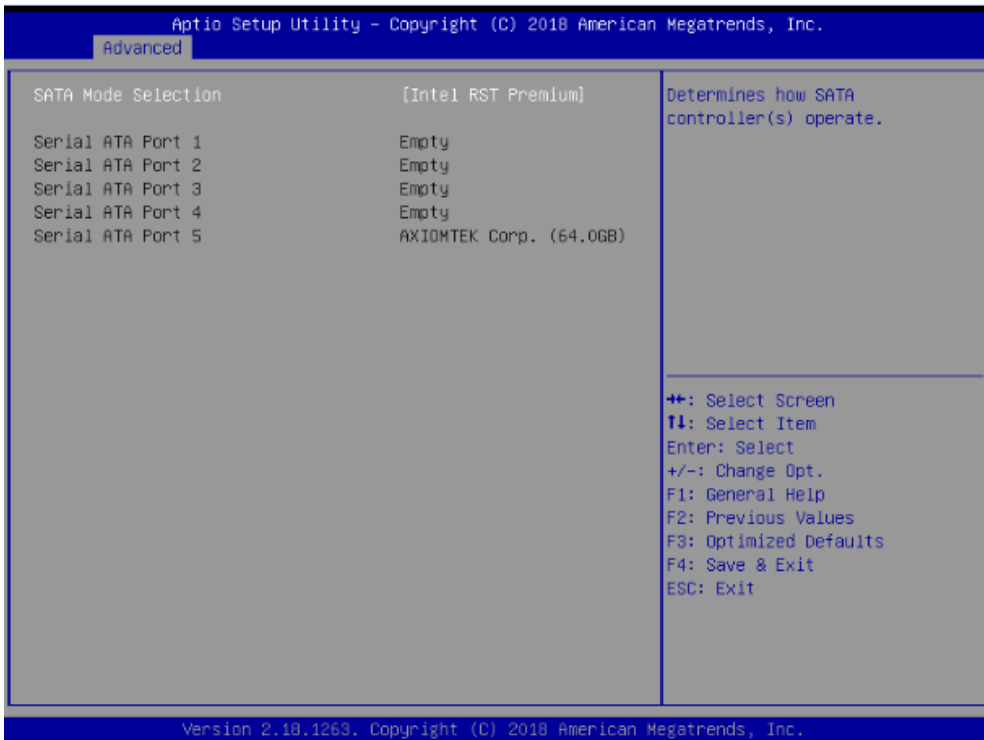 Aptio Setup Utility – Copyright (C) 2018 American Megatrends, Inc.
Advanced
SATA Mode Selection [Intel RST Premium]
Serial ATA Port 1 Empty
Serial ATA Port 2 Empty
Serial ATA Port 3 Empty
Serial ATA Port 4 Empty
Serial ATA Port 5 AXIOMTEK Corp. (64.0GB)
Determines how SATA
controller(s) operate.
→←: Select Screen
↑↓: Select Item
Enter: Select
+/-: Change Opt.
F1: General Help
F2: Previous Values
F3: Optimized Defaults
F4: Save & Exit
ESC: Exit
Version 2.18.1263. Copyright (C) 2018 American Megatrends, Inc.